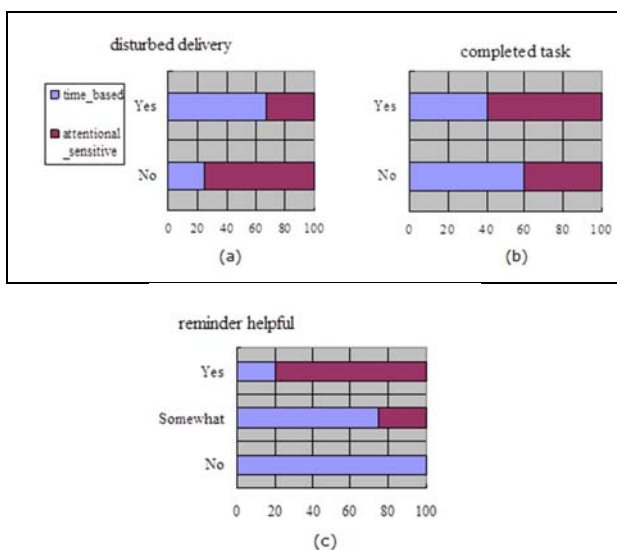 disturbed delivery
time_based
attentional
_sensitive
Yes
No
0 20 40 60 80 100
(a)
completed task
Yes
No
0 20 40 60 80 100
(b)
reminder helpful
Yes
Somewhat
No
0 20 40 60 80 100
(c)